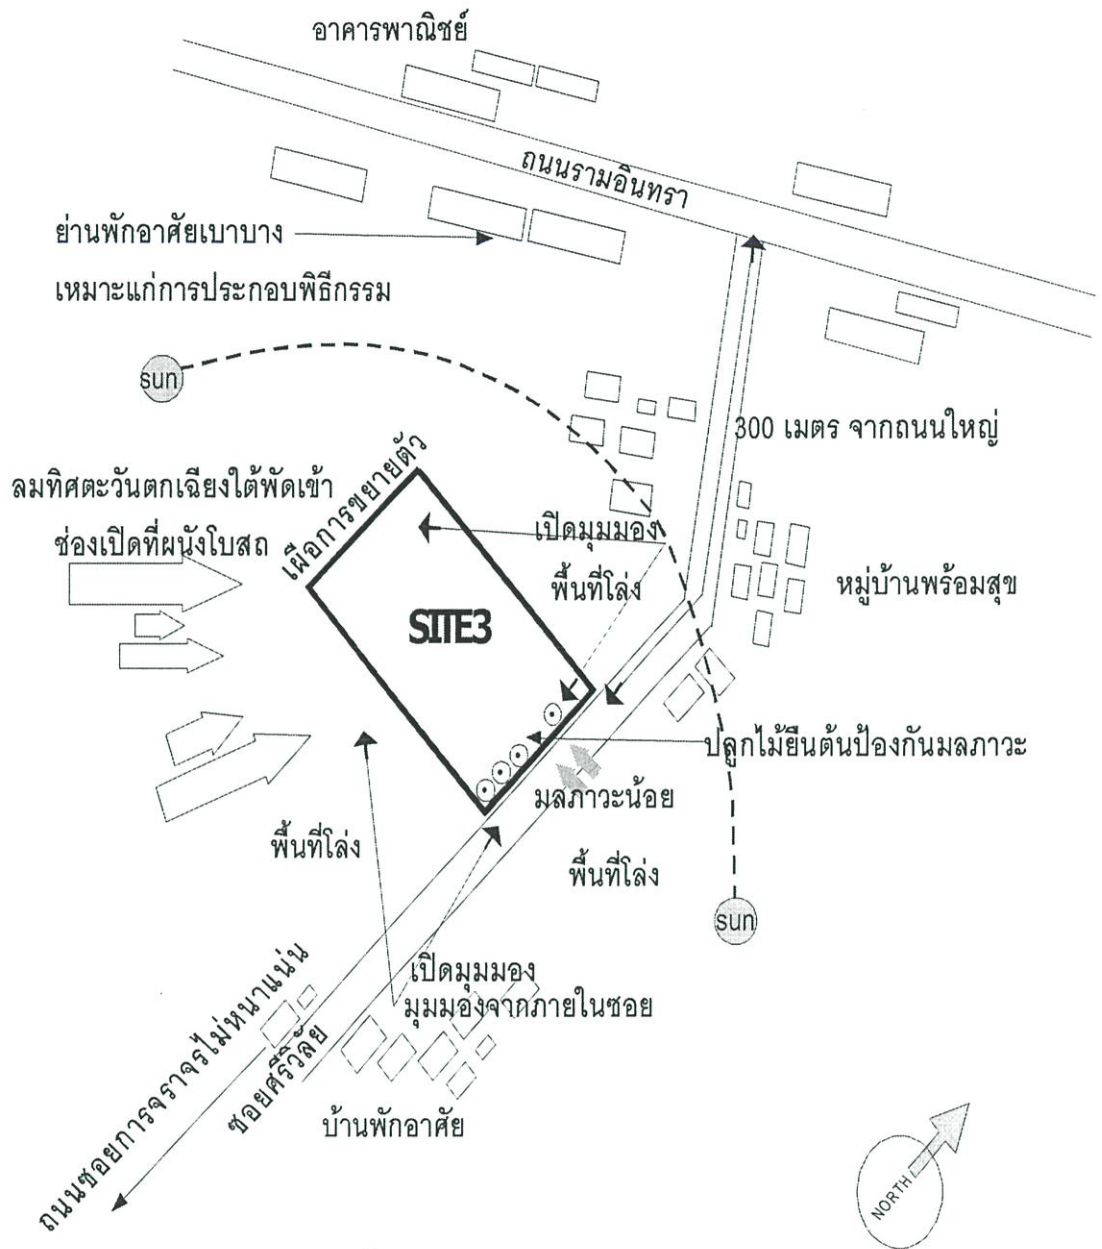 อาคารพาณิชย์
ถนนรามอินทรา
ย่านพักอาศัยเบาบาง
เหมาะแก่การประกอบพิธีกรรม
sun
300 เมตร จากถนนใหญ่
ลมทิศตะวันตกเฉียงใต้พัดเข้า
ช่องเปิดที่ผนังโบสถ
เผือการขยายตัว
เปิดมุมมอง
พื้นที่โล่ง
หมู่บ้านพร้อมสุข
SITE3
ปลูกไม้ยืนต้นป้องกันมลภาวะ
มลภาวะน้อย
พื้นที่โล่ง
พื้นที่โล่ง
sun
เปิดมุมมอง
มุมมองจากภายในซอย
ถนนซอยการจราจรไม่หนาแน่น
ซอยศรีวิลัย
บ้านพักอาศัย
NORTH